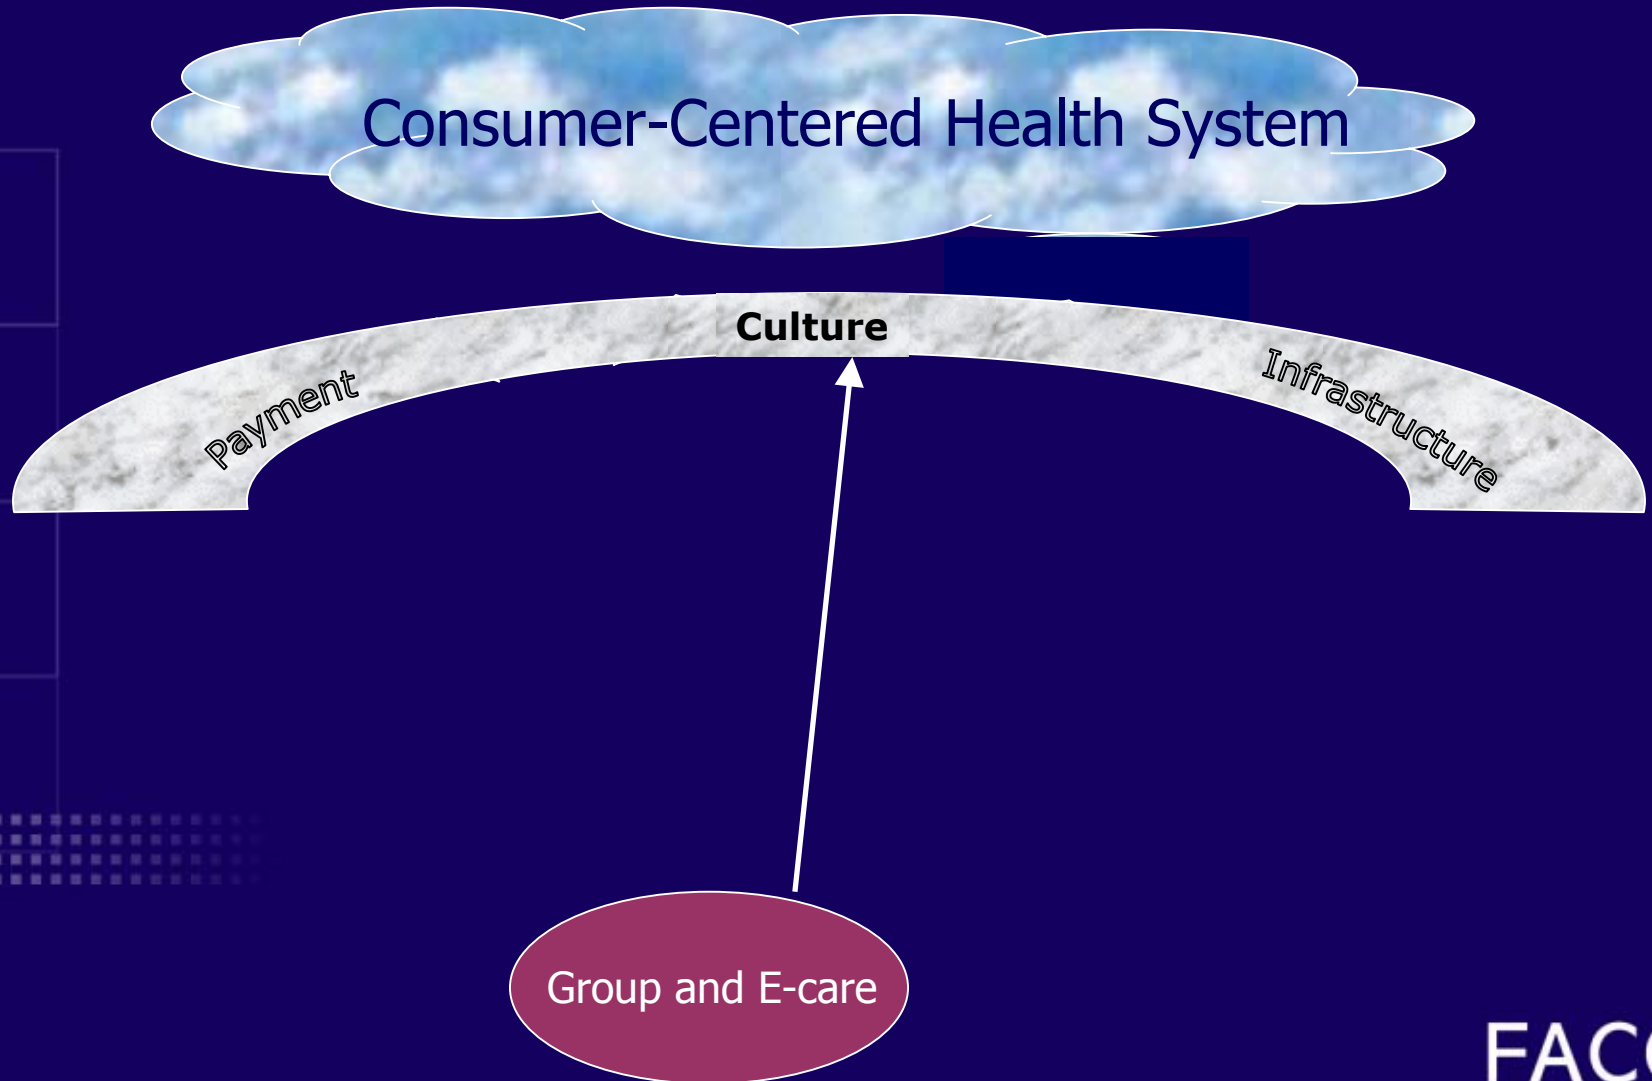 Consumer-Centered Health System
Culture
Payment
Infrastructure
Group and E-care